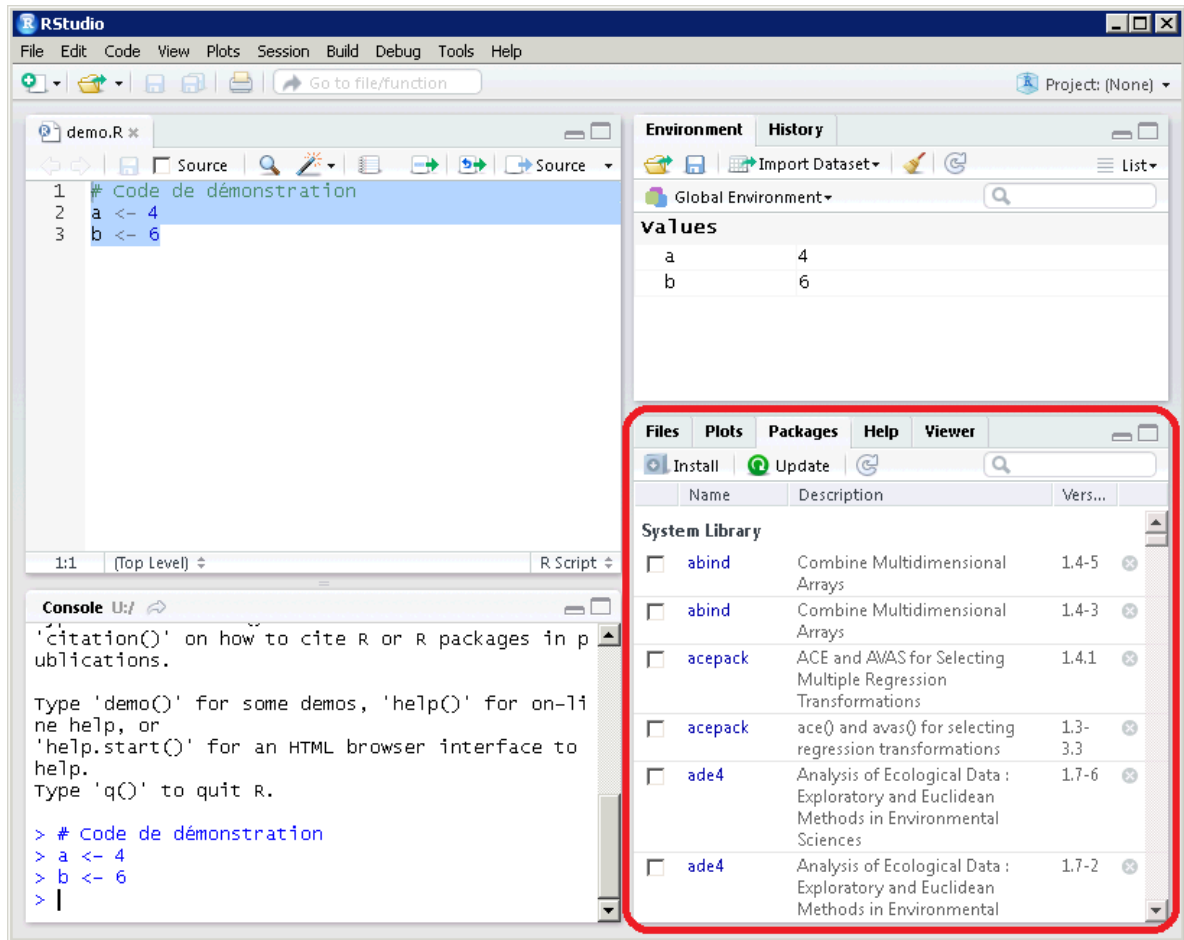 RStudio
File Edit Code View Plots Session Build Debug Tools Help
Go to file/function
Project: (None)
demo.R
Source
Source
1 # Code de démonstration
2 a <- 4
3 b <- 6
1:1 (Top Level) R Script
Console U:/
'citation()' on how to cite R or R packages in p
ublications.
Type 'demo()' for some demos, 'help()' for on-li
ne help, or
'help.start()' for an HTML browser interface to
help.
Type 'q()' to quit R.
> # Code de démonstration
> a <- 4
> b <- 6
>
Environment History
Import Dataset
List
Global Environment
Values
a 4
b 6
Files Plots Packages Help Viewer
Install Update
Name Description Vers...
System Library
abind Combine Multidimensional 1.4-5
Arrays
abind Combine Multidimensional 1.4-3
Arrays
acepack ACE and AVAS for Selecting 1.4.1
Multiple Regression
Transformations
acepack ace() and avas() for selecting 1.3-
regression transformations 3.3
ade4 Analysis of Ecological Data : 1.7-6
Exploratory and Euclidean
Methods in Environmental
Sciences
ade4 Analysis of Ecological Data : 1.7-2
Exploratory and Euclidean
Methods in Environmental